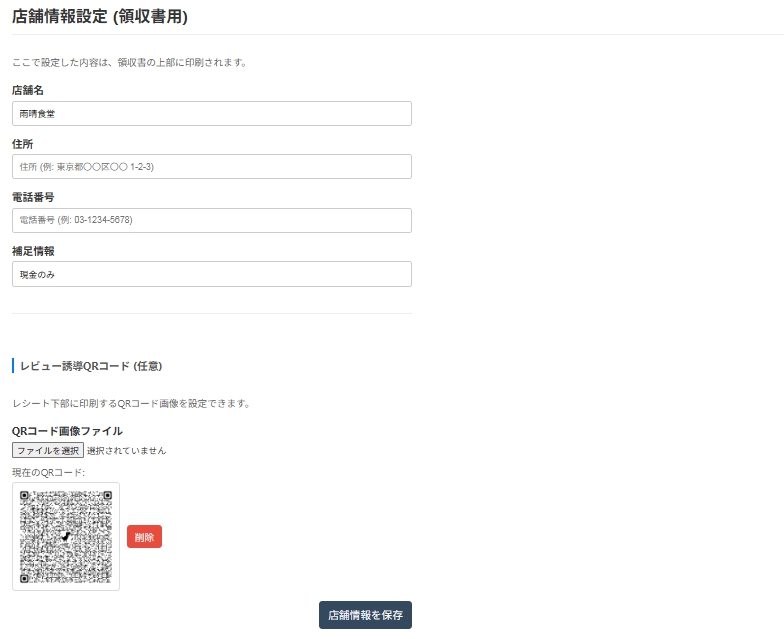 店舗情報設定 (領収書用)
ここで設定した内容は、領収書の上部に印刷されます。
店舗名
雨晴食堂
住所
住所 (例: 東京都〇〇区〇〇 1-2-3)
電話番号
電話番号 (例: 03-1234-5678)
補足情報
現金のみ
レビュー誘導QRコード (任意)
レシート下部に印刷するQRコード画像を設定できます。
QRコード画像ファイル
ファイルを選択 選択されていません
現在のQRコード:
削除
店舗情報を保存